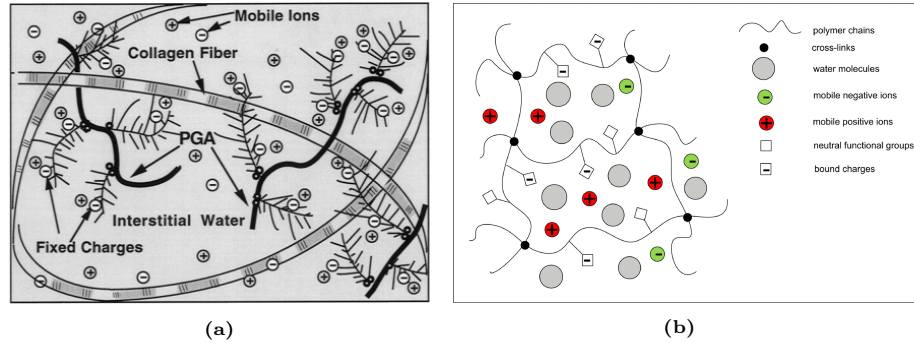 Mobile Ions
Collagen Fiber
PGA
Interstitial Water
Fixed Charges
(a)
polymer chains
cross-links
water molecules
mobile negative ions
mobile positive ions
neutral functional groups
bound charges
(b)